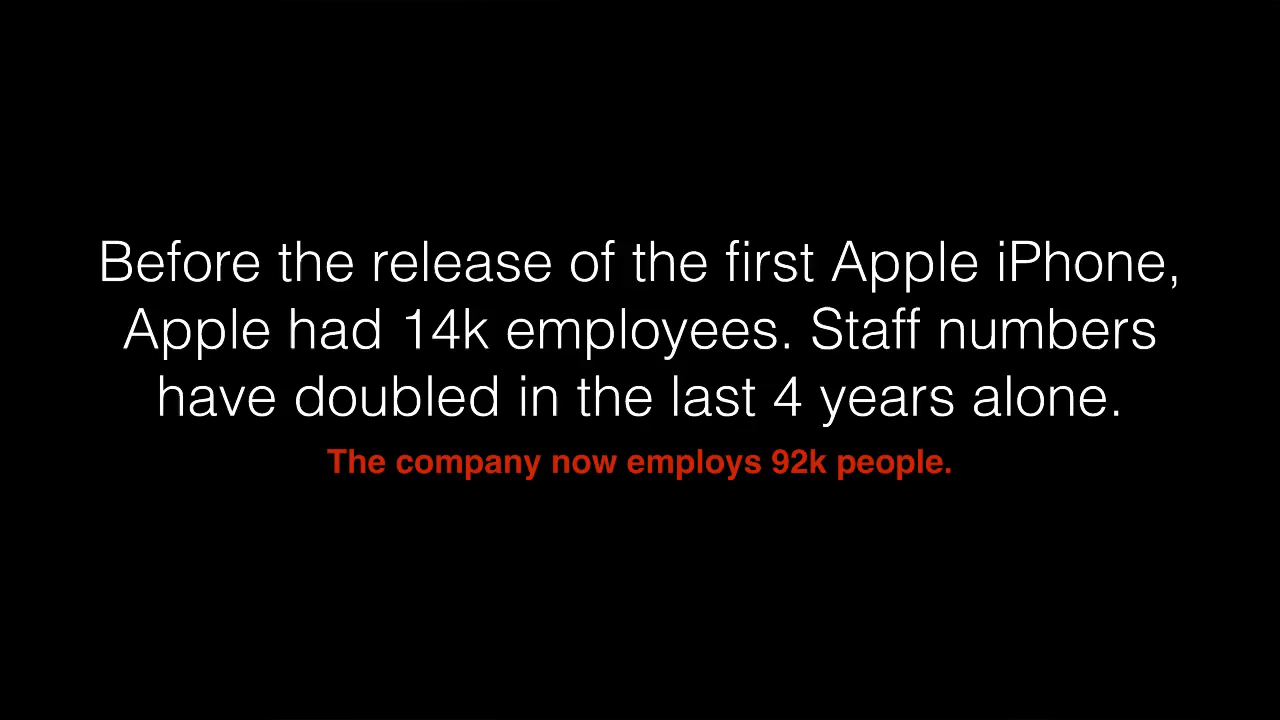 Before the release of the first Apple iPhone,
Apple had 14k employees. Staff numbers
have doubled in the last 4 years alone.
The company now employs 92k people.